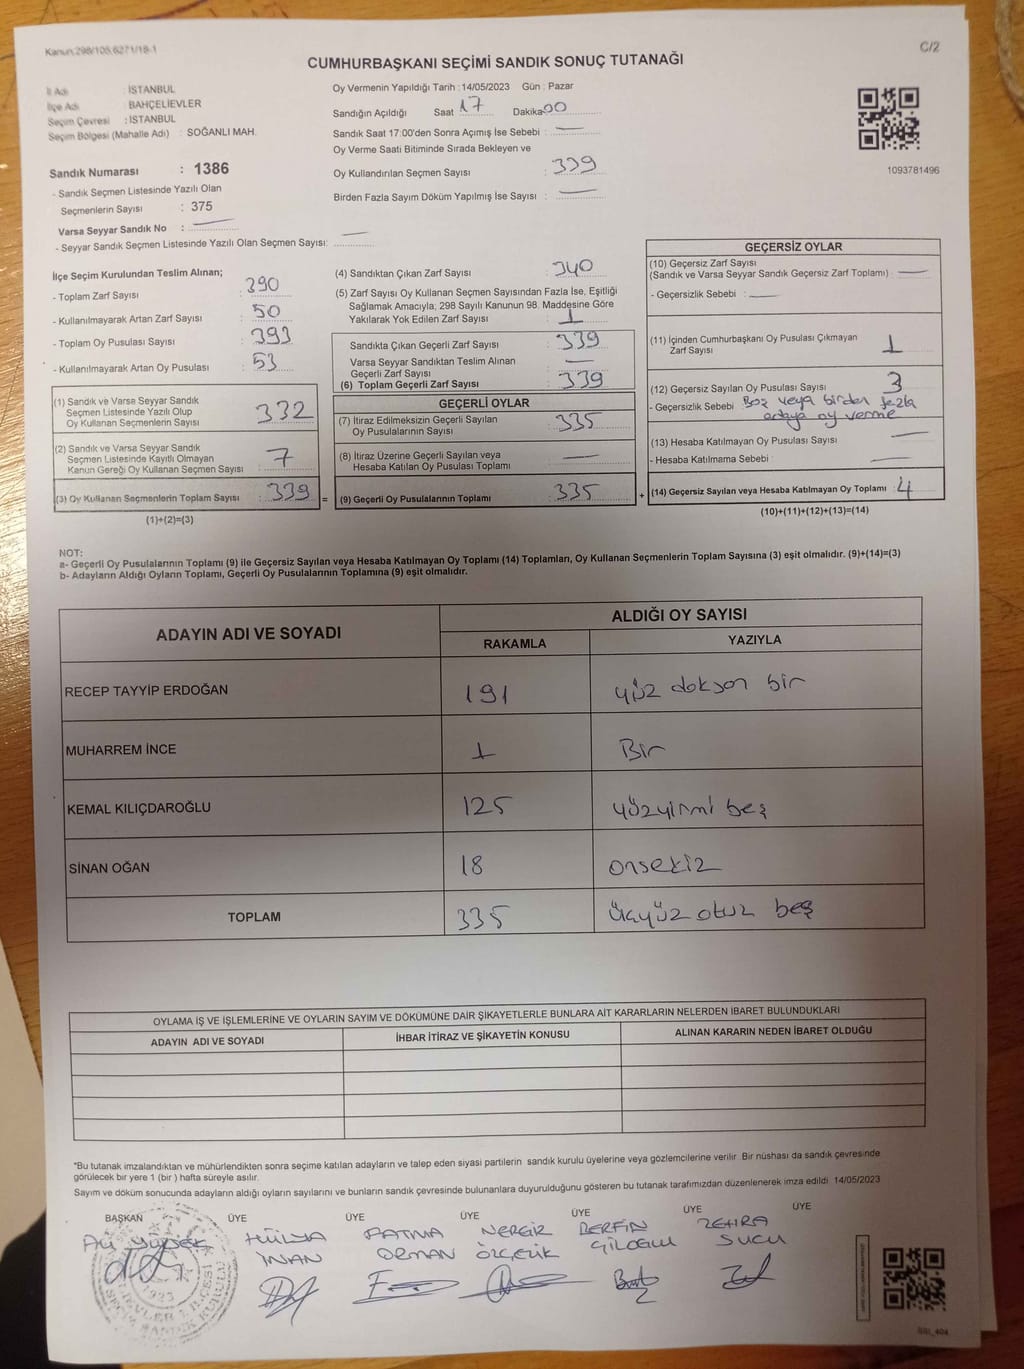 Kanun.298/105,6271/18-1
C/2
CUMHURBAŞKANI SEÇİMİ SANDIK SONUÇ TUTANAĞI
İl Adı : İSTANBUL
İlçe Adı : BAHÇELİEVLER
Seçim Çevresi : İSTANBUL
Seçim Bölgesi (Mahalle Adı) : SOĞANLI MAH.
Sandık Numarası : 1386
- Sandık Seçmen Listesinde Yazılı Olan
Seçmenlerin Sayısı : 375
Varsa Seyyar Sandık No : —
- Seyyar Sandık Seçmen Listesinde Yazılı Olan Seçmen Sayısı: —
Oy Vermenin Yapıldığı Tarih : 14/05/2023 Gün : Pazar
Sandığın Açıldığı Saat 17 Dakika 00
Sandık Saat 17:00'den Sonra Açımış İse Sebebi : —
Oy Verme Saati Bitiminde Sırada Bekleyen ve
Oy Kullandırılan Seçmen Sayısı : 339
Birden Fazla Sayım Döküm Yapılmış İse Sayısı : —
1093781496
İlçe Seçim Kurulundan Teslim Alınan;
- Toplam Zarf Sayısı : 390
- Kullanılmayarak Artan Zarf Sayısı : 50
- Toplam Oy Pusulası Sayısı : 393
- Kullanılmayarak Artan Oy Pusulası : 53
(1) Sandık ve Varsa Seyyar Sandık
Seçmen Listesinde Yazılı Olup
Oy Kullanan Seçmenlerin Sayısı : 332
(2) Sandık ve Varsa Seyyar Sandık
Seçmen Listesinde Kayıtlı Olmayan
Kanun Gereği Oy Kullanan Seçmen Sayısı : 7
(3) Oy Kullanan Seçmenlerin Toplam Sayısı : 339 =
(1)+(2)=(3)
(4) Sandıktan Çıkan Zarf Sayısı : 340
(5) Zarf Sayısı Oy Kullanan Seçmen Sayısından Fazla İse, Eşitliği
Sağlamak Amacıyla; 298 Sayılı Kanunun 98. Maddesine Göre
Yakılarak Yok Edilen Zarf Sayısı : 1
Sandıkta Çıkan Geçerli Zarf Sayısı : 339
Varsa Seyyar Sandıktan Teslim Alınan
Geçerli Zarf Sayısı : —
(6) Toplam Geçerli Zarf Sayısı : 339
GEÇERLİ OYLAR
(7) İtiraz Edilmeksizin Geçerli Sayılan
Oy Pusulalarının Sayısı : 335
(8) İtiraz Üzerine Geçerli Sayılan veya
Hesaba Katılan Oy Pusulası Toplamı : —
(9) Geçerli Oy Pusulalarının Toplamı : 335 +
GEÇERSİZ OYLAR
(10) Geçersiz Zarf Sayısı
(Sandık ve Varsa Seyyar Sandık Geçersiz Zarf Toplamı) : —
- Geçersizlik Sebebi : —
(11) İçinden Cumhurbaşkanı Oy Pusulası Çıkmayan
Zarf Sayısı 1
(12) Geçersiz Sayılan Oy Pusulası Sayısı : 3
- Geçersizlik Sebebi : Boş veya birden fazla
adaya oy verme
(13) Hesaba Katılmayan Oy Pusulası Sayısı : —
- Hesaba Katılmama Sebebi : —
(14) Geçersiz Sayılan veya Hesaba Katılmayan Oy Toplamı : 4
(10)+(11)+(12)+(13)=(14)
NOT:
a- Geçerli Oy Pusulalarının Toplamı (9) ile Geçersiz Sayılan veya Hesaba Katılmayan Oy Toplamı (14) Toplamları, Oy Kullanan Seçmenlerin Toplam Sayısına (3) eşit olmalıdır. (9)+(14)=(3)
b- Adayların Aldığı Oyların Toplamı, Geçerli Oy Pusulalarının Toplamına (9) eşit olmalıdır.
ADAYIN ADI VE SOYADI
ALDIĞI OY SAYISI
RAKAMLA YAZIYLA
RECEP TAYYİP ERDOĞAN 191 yüz doksan bir
MUHARREM İNCE 1 Bir
KEMAL KILIÇDAROĞLU 125 yüzyirmi beş
SİNAN OĞAN 18 onsekiz
TOPLAM 335 üçyüz otuz beş
OYLAMA İŞ VE İŞLEMLERİNE VE OYLARIN SAYIM VE DÖKÜMÜNE DAİR ŞİKAYETLERLE BUNLARA AİT KARARLARIN NELERDEN İBARET BULUNDUKLARI
ADAYIN ADI VE SOYADI İHBAR İTİRAZ VE ŞİKAYETİN KONUSU ALINAN KARARIN NEDEN İBARET OLDUĞU
*Bu tutanak imzalandıktan ve mühürlendikten sonra seçime katılan adayların ve talep eden siyasi partilerin sandık kurulu üyelerine veya gözlemcilerine verilir. Bir nüshası da sandık çevresinde
görülecek bir yere 1 (bir ) hafta süreyle asılır.
Sayım ve döküm sonucunda adayların aldığı oyların sayılarını ve bunların sandık çevresinde bulunanlara duyurulduğunu gösteren bu tutanak tarafımızdan düzenlenerek imza edildi. 14/05/2023
BAŞKAN ÜYE ÜYE ÜYE ÜYE ÜYE ÜYE
Ali HÜLYA FATMA BERFİN ZEHRA
İNAN ORMAN SUCU